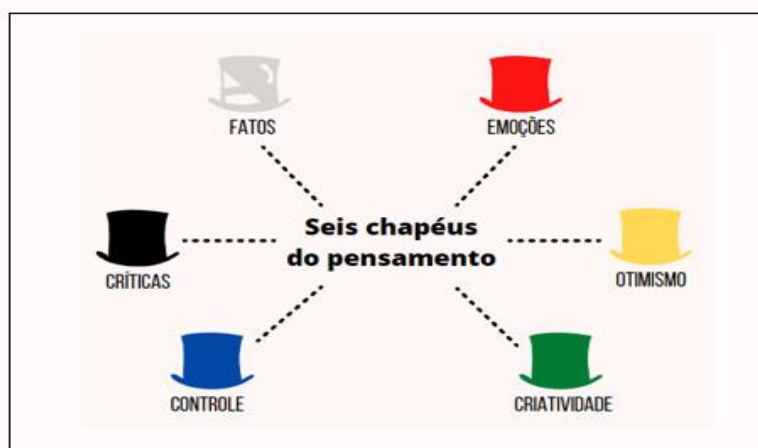 FATOS
EMOÇÕES
Seis chapéus
do pensamento
CRÍTICAS
OTIMISMO
CONTROLE
CRIATIVIDADE